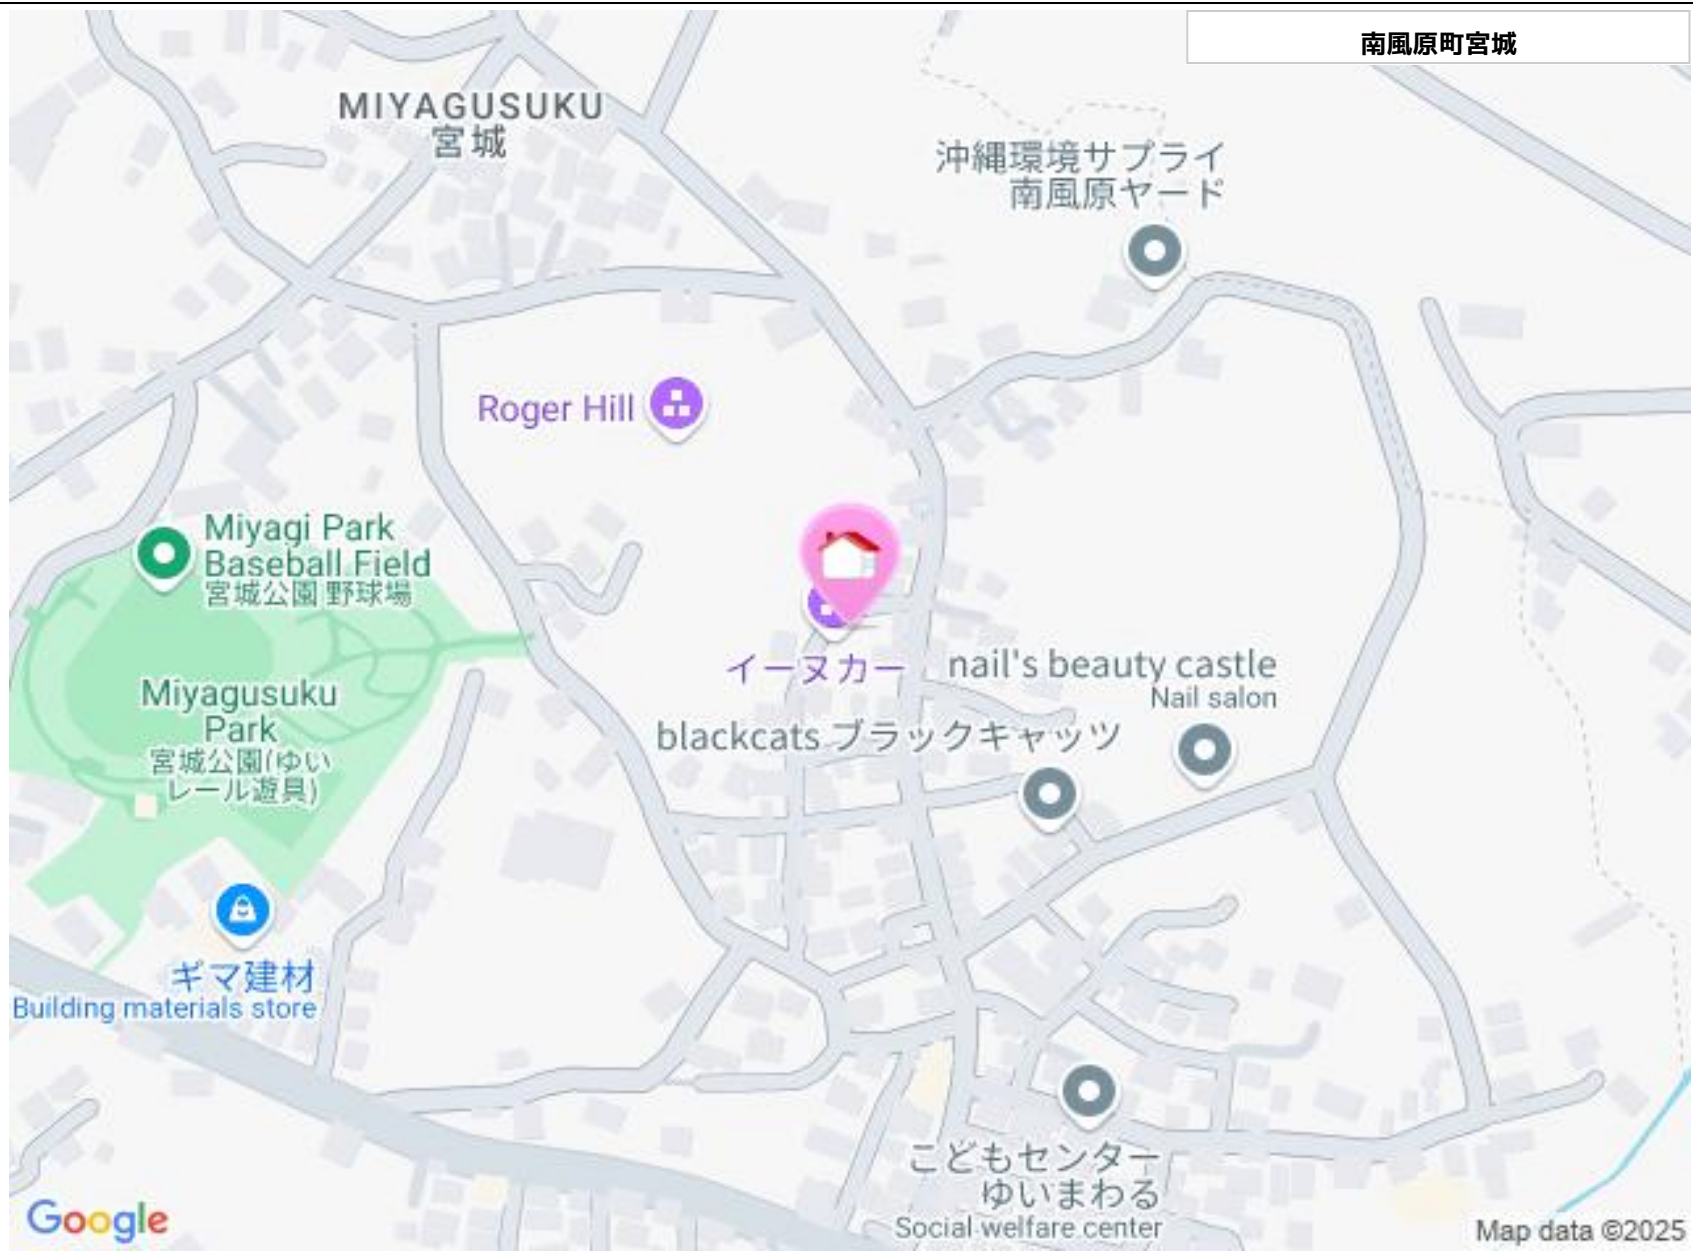 南風原町宮城
MIYAGUSUKU
宮城
沖縄環境サプライ
南風原ヤード
Roger Hill
Miyagi Park
Baseball Field
宮城公園 野球場
イーヌカー
nail's beauty castle
Nail salon
Miyagusuku
Park
宮城公園(ゆい
レール遊具)
blackcats ブラックキャッツ
ギマ建材
Building materials store
こどもセンター
ゆいまわる
Social welfare center
Google
Map data ©2025